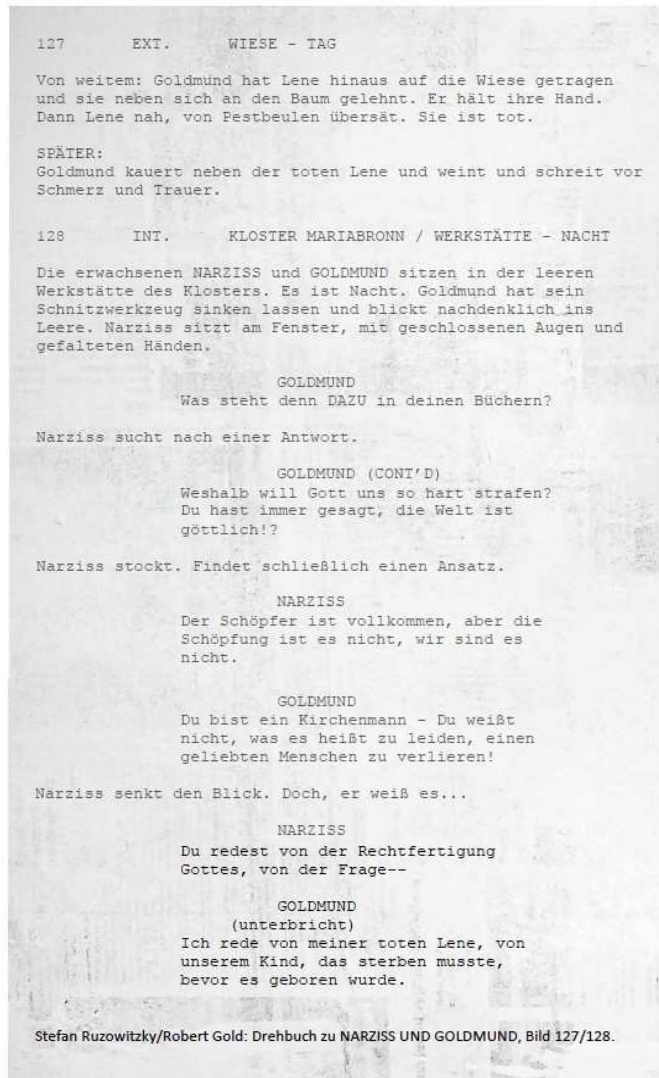 127 EXT. WIESE - TAG
Von weitem: Goldmund hat Lene hinaus auf die Wiese getragen
und sie neben sich an den Baum gelehnt. Er hält ihre Hand.
Dann Lene nah, von Pestbeulen übersät. Sie ist tot.
SPÄTER:
Goldmund kauert neben der toten Lene und weint und schreit vor
Schmerz und Trauer.
128 INT. KLOSTER MARIABRONN / WERKSTÄTTE - NACHT
Die erwachsenen NARZISS und GOLDMUND sitzen in der leeren
Werkstätte des Klosters. Es ist Nacht. Goldmund hat sein
Schnitzwerkzeug sinken lassen und blickt nachdenklich ins
Leere. Narziss sitzt am Fenster, mit geschlossenen Augen und
gefalteten Händen.
GOLDMUND
Was steht denn DAZU in deinen Büchern?
Narziss sucht nach einer Antwort.
GOLDMUND (CONT'D)
Weshalb will Gott uns so hart strafen?
Du hast immer gesagt, die Welt ist
göttlich!?
Narziss stockt. Findet schließlich einen Ansatz.
NARZISS
Der Schöpfer ist vollkommen, aber die
Schöpfung ist es nicht, wir sind es
nicht.
GOLDMUND
Du bist ein Kirchenmann - Du weißt
nicht, was es heißt zu leiden, einen
geliebten Menschen zu verlieren!
Narziss senkt den Blick. Doch, er weiß es...
NARZISS
Du redest von der Rechtfertigung
Gottes, von der Frage--
GOLDMUND
(unterbricht)
Ich rede von meiner toten Lene, von
unserem Kind, das sterben musste,
bevor es geboren wurde.
Stefan Ruzowitzky/Robert Gold: Drehbuch zu NARZISS UND GOLDMUND, Bild 127/128.